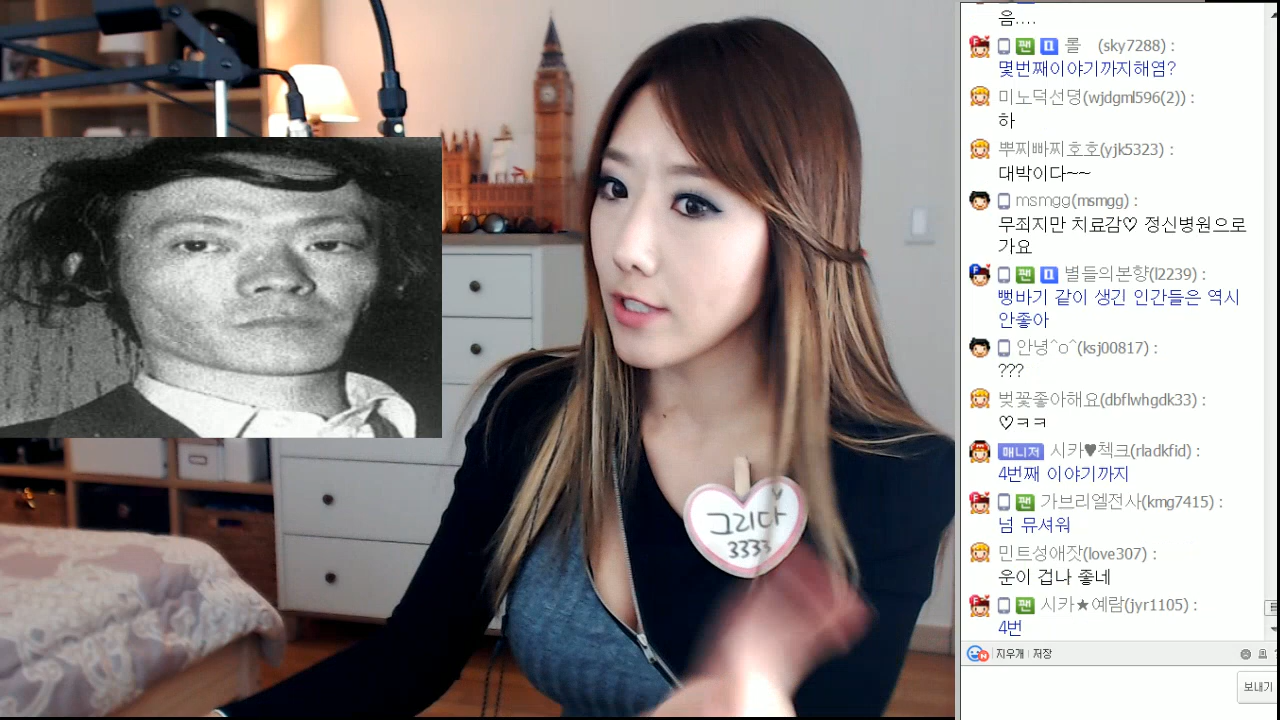 그리다
3333
음....
팬 롤 (sky7288) :
몇번째이야기까지해염?
미노덕선명(wjdgml596(2)) :
하
뿌찌빠찌호호(yjk5323) :
대박이다~~
msmgg(msmgg) :
무죄지만 치료감♡ 정신병원으로
가요
팬 별들의본향(l2239) :
뻥바기 같이 생긴 인간들은 역시
안좋아
안녕^o^(ksj00817) :
???
벚꽃좋아해요(dbflwhgdk33) :
♡ㅋㅋ
매니저 시카♥첵크(rladkfid) :
4번째 이야기까지
팬 가브리엘전사(kmg7415) :
넘 뮤셔워
민트성애잣(love307) :
운이 겁나 좋네
팬 시카★예람(jyr1105) :
4번
지우개 저장
보내기